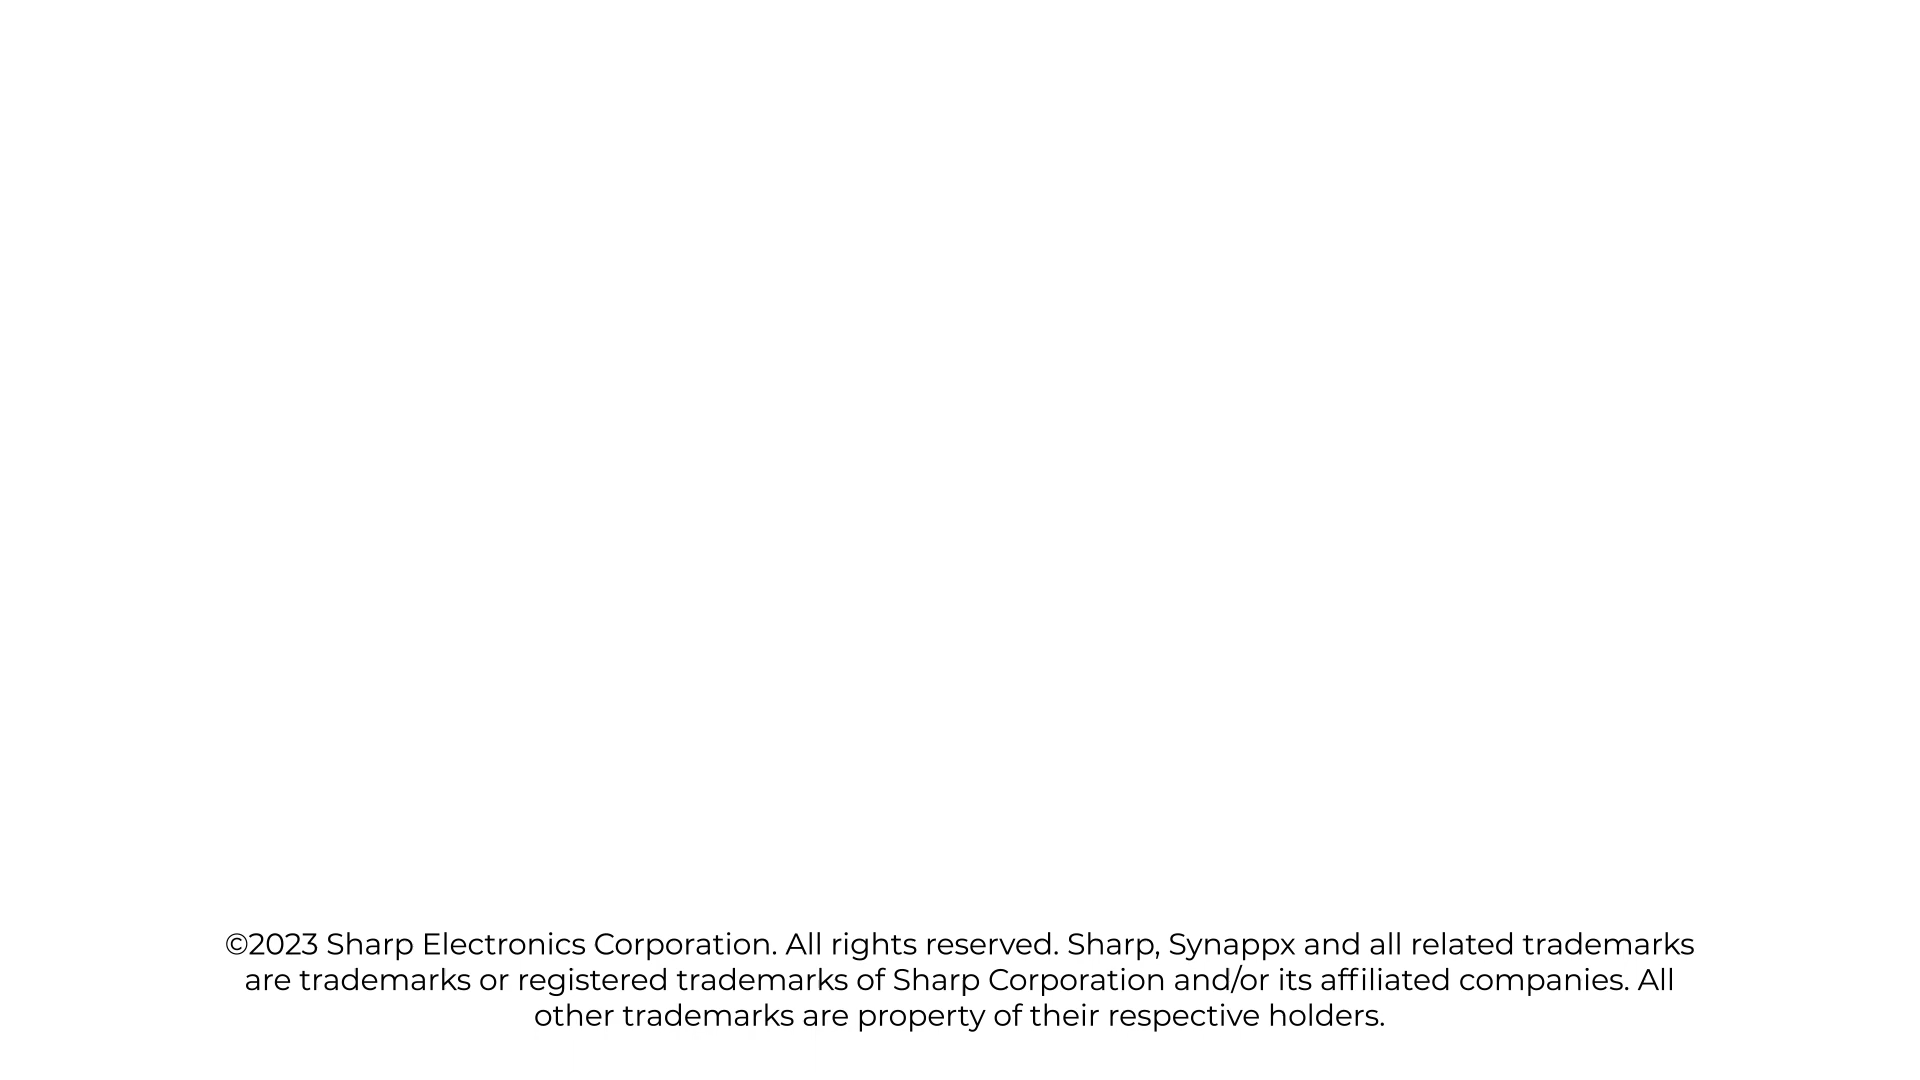 ©2023 Sharp Electronics Corporation. All rights reserved. Sharp, Synappx and all related trademarks
are trademarks or registered trademarks of Sharp Corporation and/or its affiliated companies. All
other trademarks are property of their respective holders.